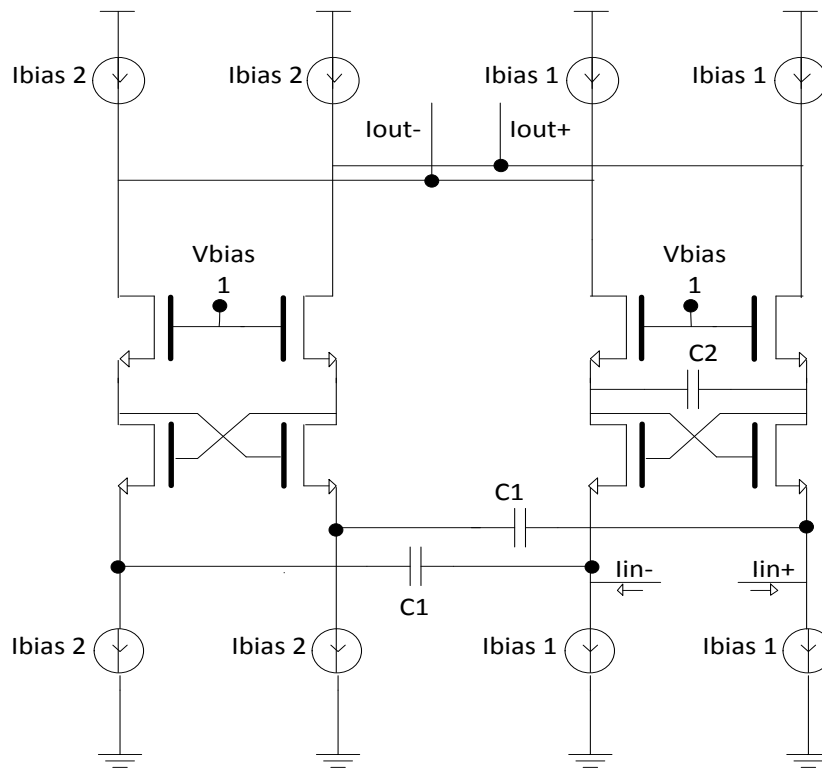 Ibias 2
Ibias 2
Ibias 1
Ibias 1
Iout-
Iout+
Vbias
1
Vbias
1
C2
C1
C1
Iin-
Iin+
Ibias 2
Ibias 2
Ibias 1
Ibias 1